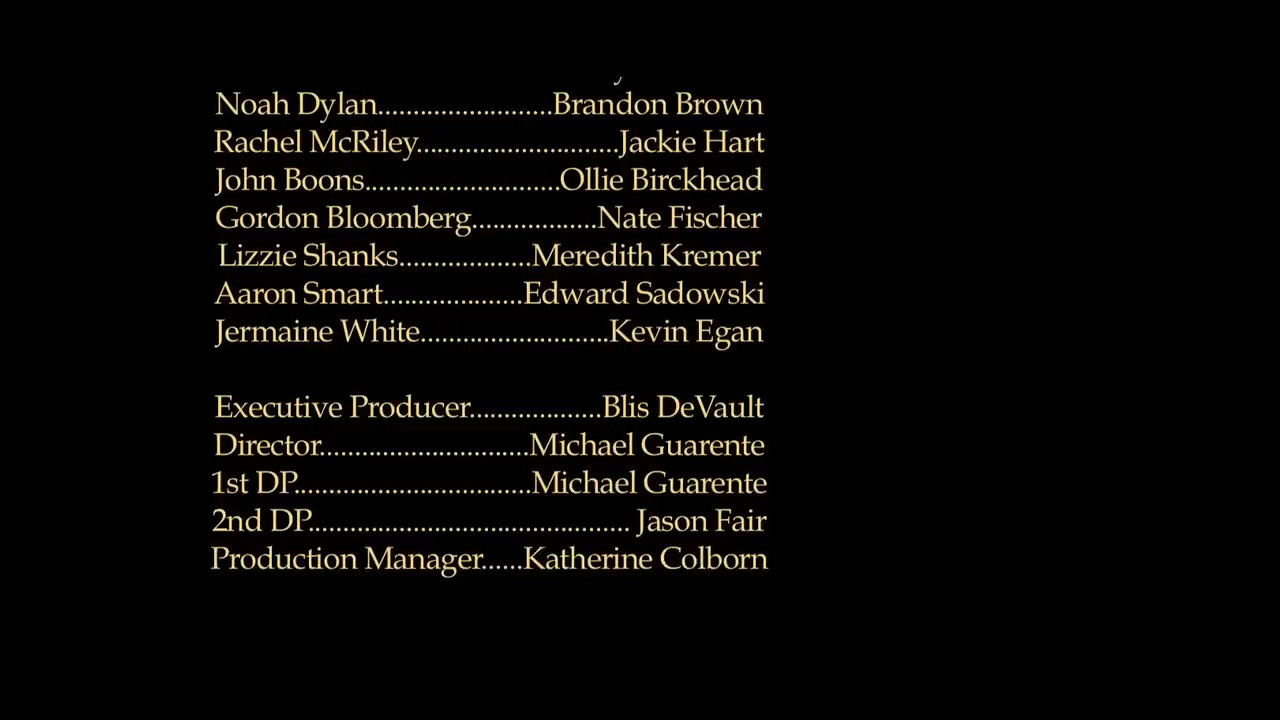 Noah Dylan.........................Brandon Brown
Rachel McRiley.............................Jackie Hart
John Boons............................Ollie Birckhead
Gordon Bloomberg..................Nate Fischer
Lizzie Shanks...................Meredith Kremer
Aaron Smart....................Edward Sadowski
Jermaine White...........................Kevin Egan
Executive Producer...................Blis DeVault
Director..............................Michael Guarente
1st DP..................................Michael Guarente
2nd DP.............................................. Jason Fair
Production Manager......Katherine Colborn